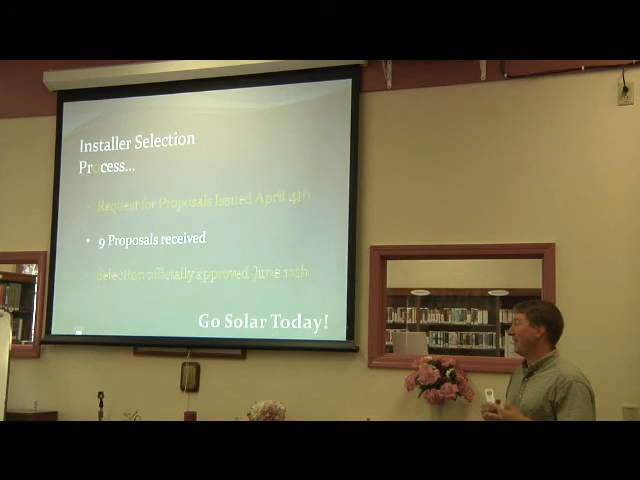 Installer Selection
Process...
• Request for Proposals Issued April 4th
• 9 Proposals received
• Selection officially approved June 12th
Go Solar Today!